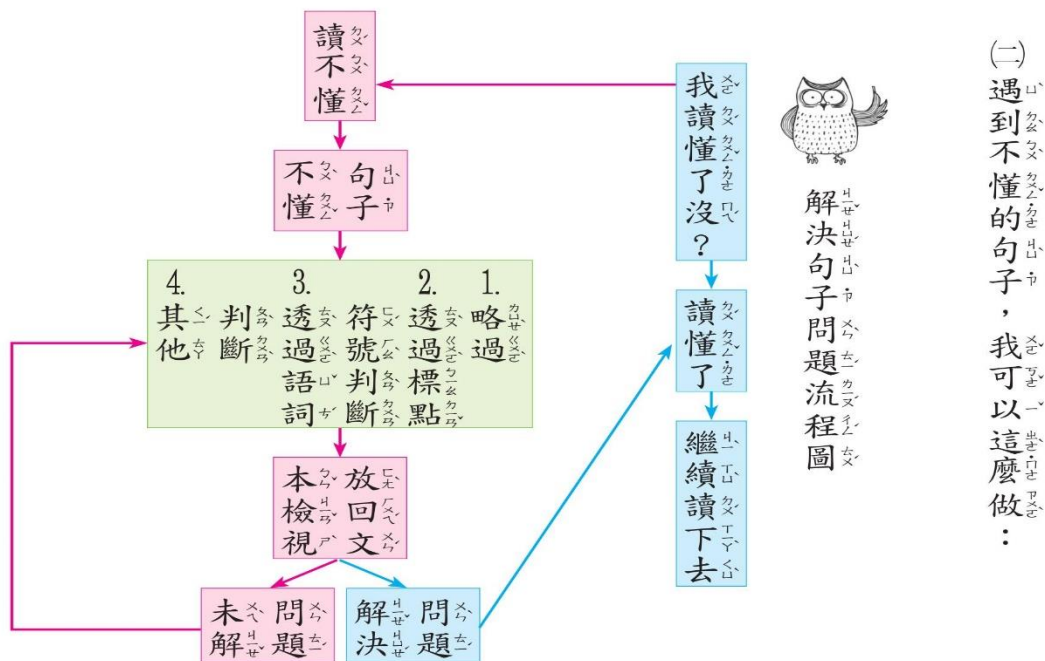 ㈡遇到不懂的句子，我可以這麼做：
解決句子問題流程圖
我讀懂了沒？
讀懂了
繼續讀下去
讀不懂
句子
不懂
1.略過
2.透過標點
符號判斷
3.透過語詞
判斷
4.其他
放回文
本檢視
問題
解決
問題
未解